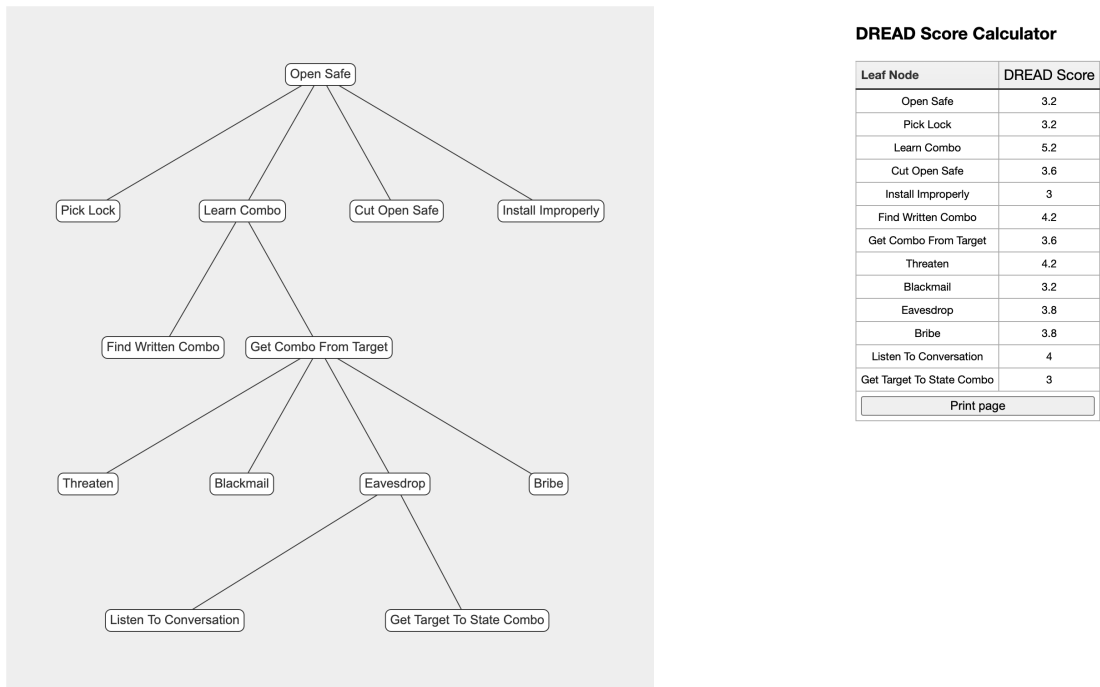 Open Safe
Pick Lock
Learn Combo
Cut Open Safe
Install Improperly
Find Written Combo
Get Combo From Target
Threaten
Blackmail
Eavesdrop
Bribe
Listen To Conversation
Get Target To State Combo
DREAD Score Calculator
Leaf Node DREAD Score
Open Safe 3.2
Pick Lock 3.2
Learn Combo 5.2
Cut Open Safe 3.6
Install Improperly 3
Find Written Combo 4.2
Get Combo From Target 3.6
Threaten 4.2
Blackmail 3.2
Eavesdrop 3.8
Bribe 3.8
Listen To Conversation 4
Get Target To State Combo 3
Print page